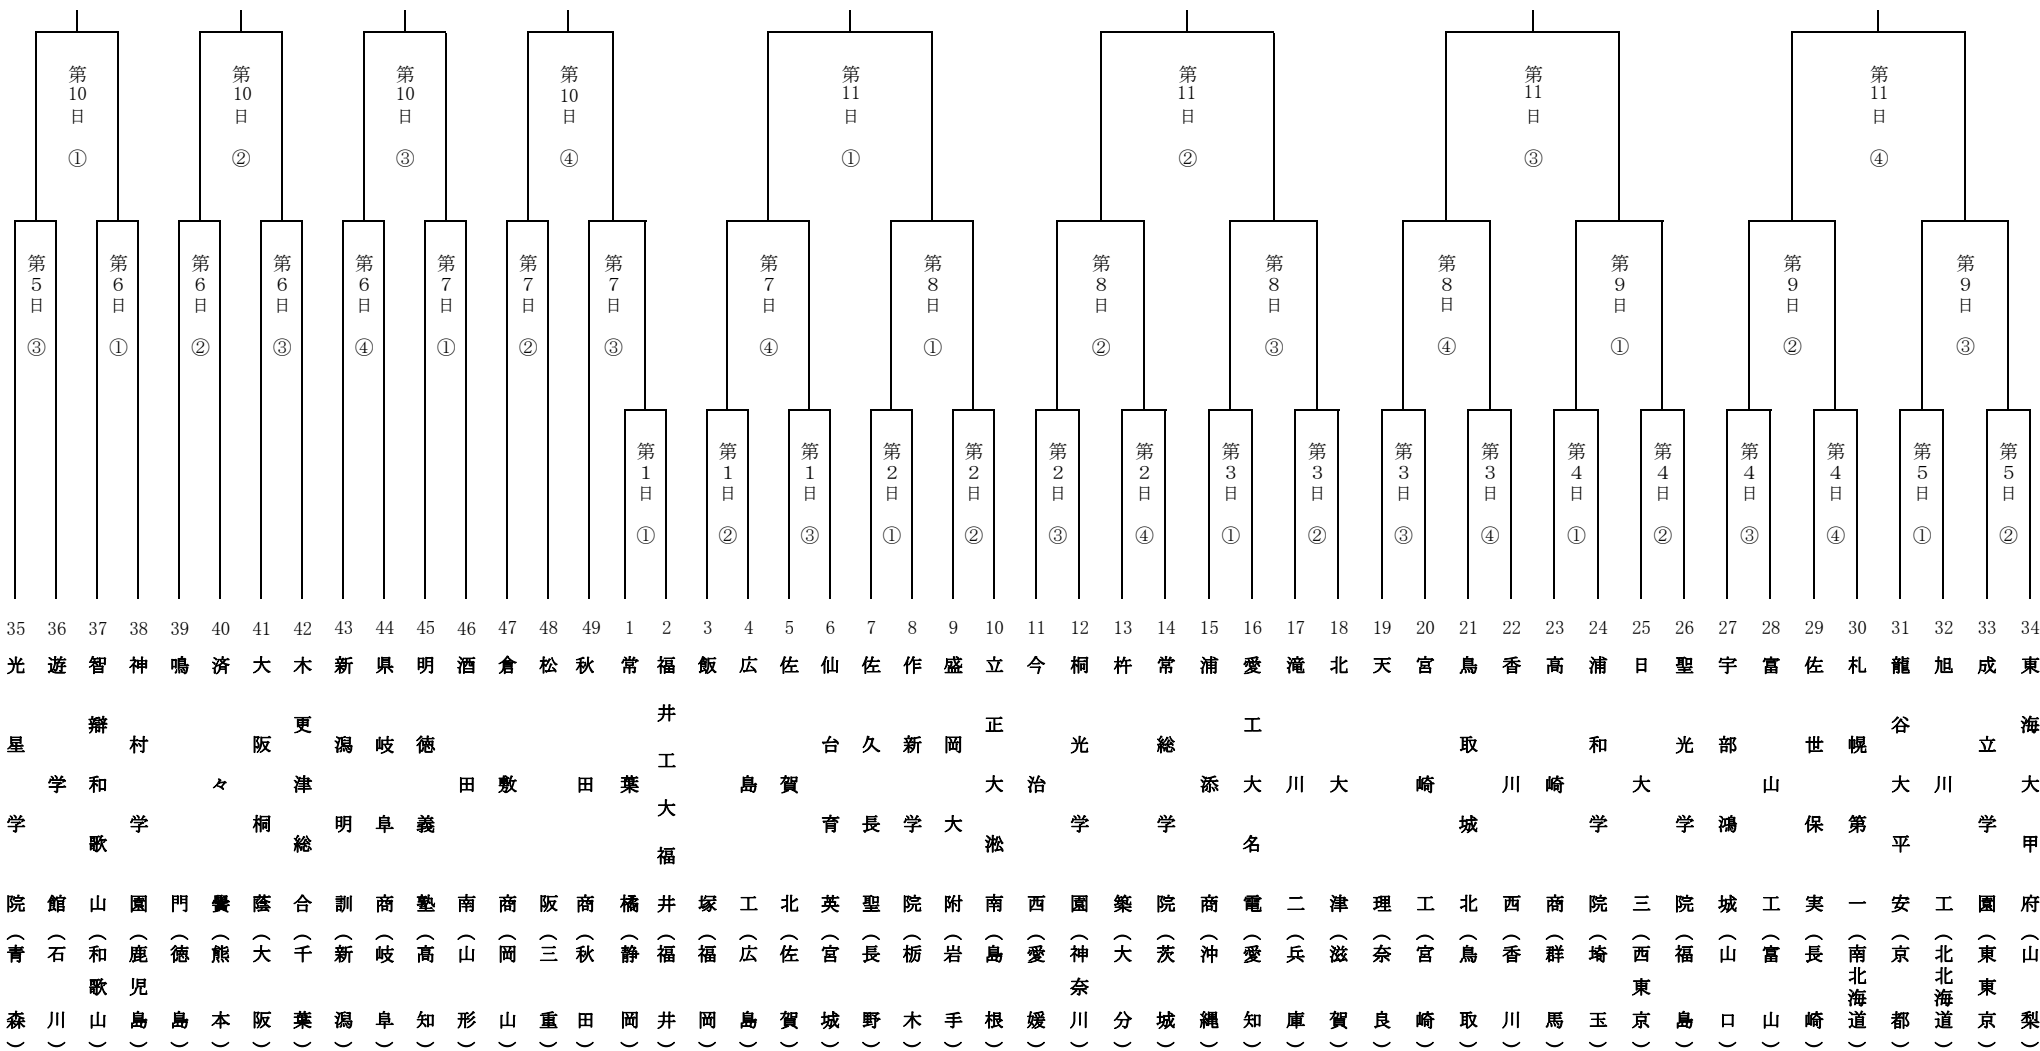 第10日 ①
第10日 ②
第10日 ③
第10日 ④
第11日 ①
第11日 ②
第11日 ③
第11日 ④
第5日 ③
第6日 ①
第6日 ②
第6日 ③
第6日 ④
第7日 ①
第7日 ②
第7日 ③
第7日 ④
第8日 ①
第8日 ②
第8日 ③
第8日 ④
第9日 ①
第9日 ②
第9日 ③
第1日 ①
第1日 ②
第1日 ③
第2日 ①
第2日 ②
第2日 ③
第2日 ④
第3日 ①
第3日 ②
第3日 ③
第3日 ④
第4日 ①
第4日 ②
第4日 ③
第4日 ④
第5日 ①
第5日 ②
35 光星学院（青森）
36 遊学館（石川）
37 智辯和歌山（和歌山）
38 神村学園（鹿児島）
39 鳴門（徳島）
40 済々黌（熊本）
41 大阪桐蔭（大阪）
42 木更津総合（千葉）
43 新潟明訓（新潟）
44 県岐阜商（岐阜）
45 明徳義塾（高知）
46 酒田南（山形）
47 倉敷商（岡山）
48 松阪（三重）
49 秋田商（秋田）
1 常葉橘（静岡）
2 福井工大福井（福井）
3 飯塚（福岡）
4 広島工（広島）
5 佐賀北（佐賀）
6 仙台育英（宮城）
7 佐久長聖（長野）
8 作新学院（栃木）
9 盛岡大附（岩手）
10 立正大淞南（島根）
11 今治西（愛媛）
12 桐光学園（神奈川）
13 杵築（大分）
14 常総学院（茨城）
15 浦添商（沖縄）
16 愛工大名電（愛知）
17 滝川二（兵庫）
18 北大津（滋賀）
19 天理（奈良）
20 宮崎工（宮崎）
21 鳥取城北（鳥取）
22 香川西（香川）
23 高崎商（群馬）
24 浦和学院（埼玉）
25 日大三（西東京）
26 聖光学院（福島）
27 宇部鴻城（山口）
28 富山工（富山）
29 佐世保実（長崎）
30 札幌第一（南北海道）
31 龍谷大平安（京都）
32 旭川工（北北海道）
33 成立学園（東東京）
34 東海大甲府（山梨）